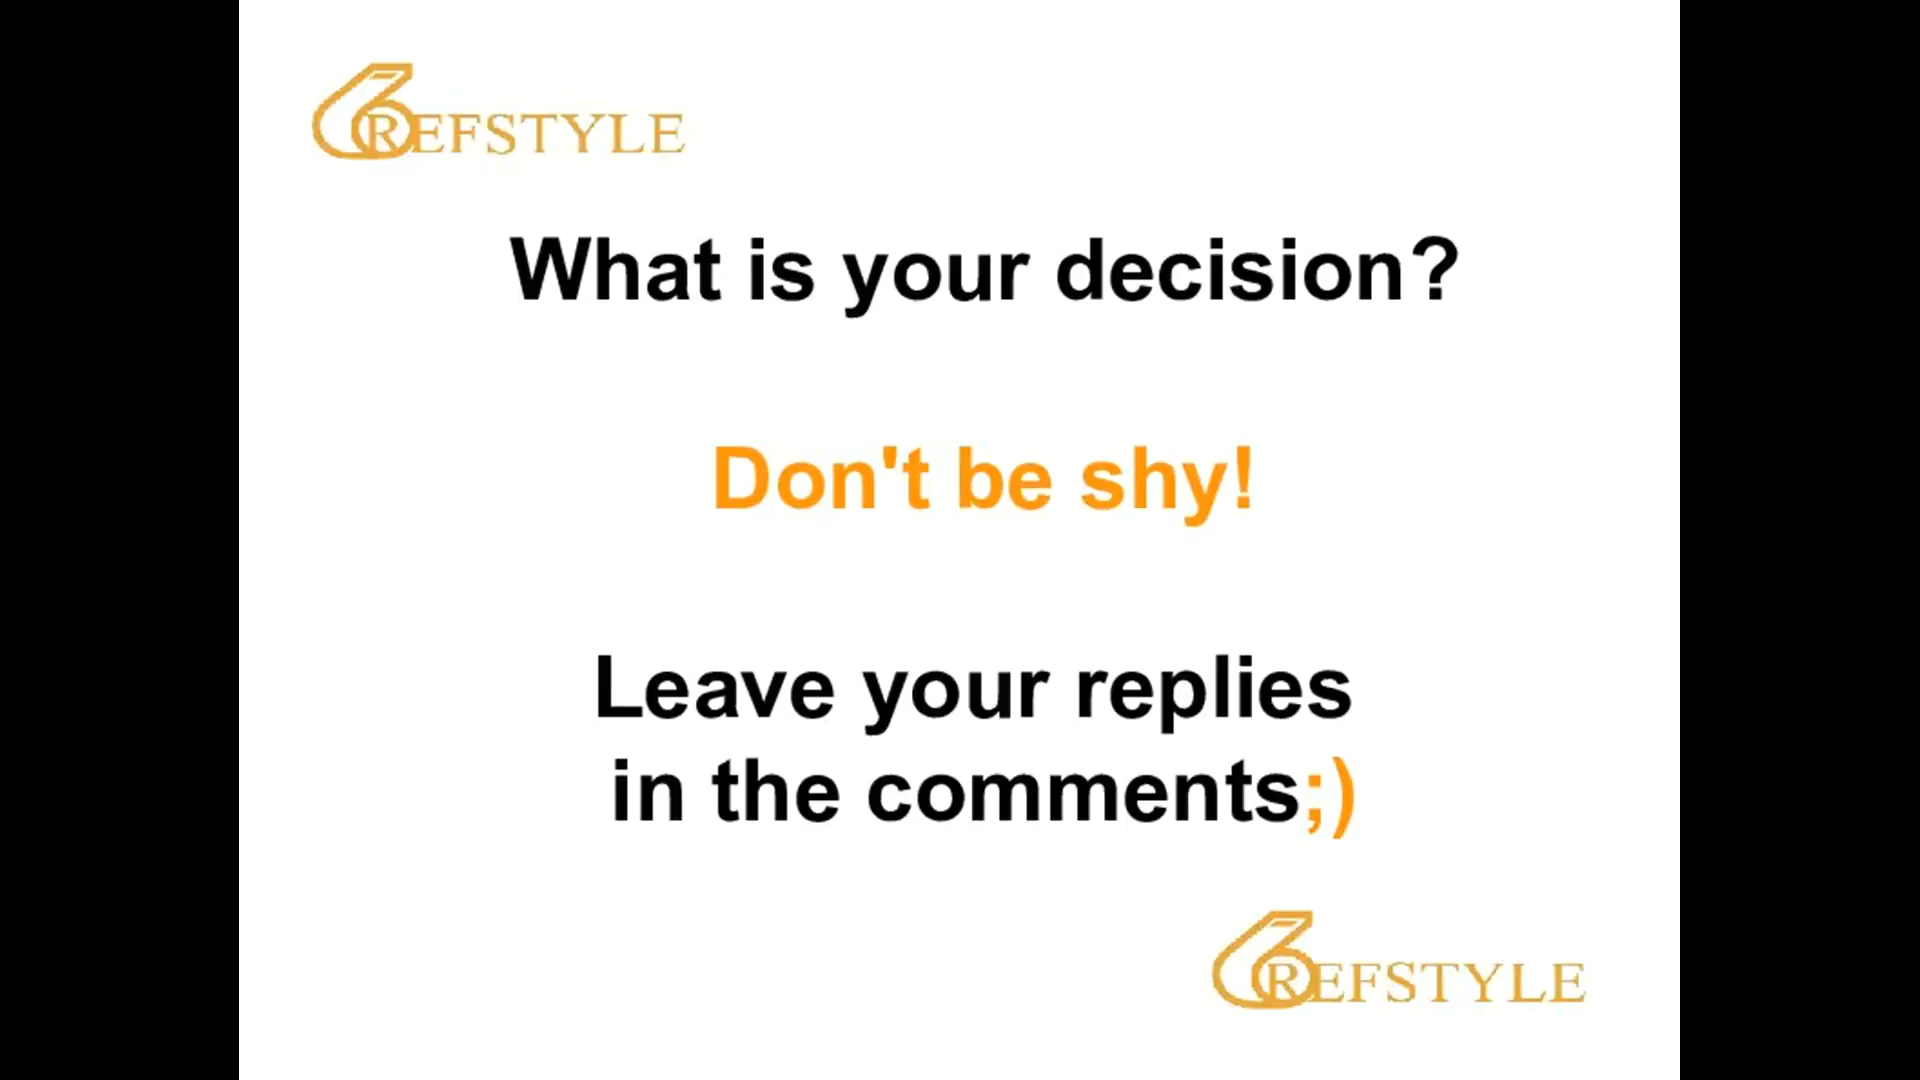 REFSTYLE
What is your decision?
Don't be shy!
Leave your replies
in the comments;)
REFSTYLE